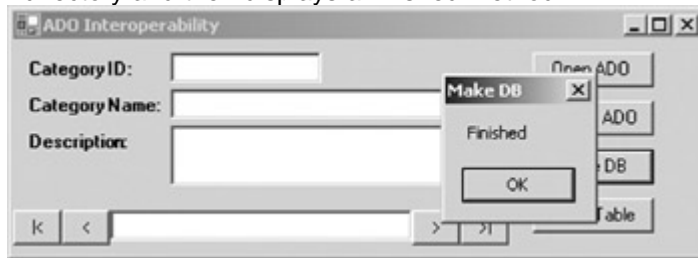 ADO Interoperability
Category ID:
Open ADO
Make DB
Category Name:
ADO
Finished
Description:
DB
OK
Table
|< < > >|